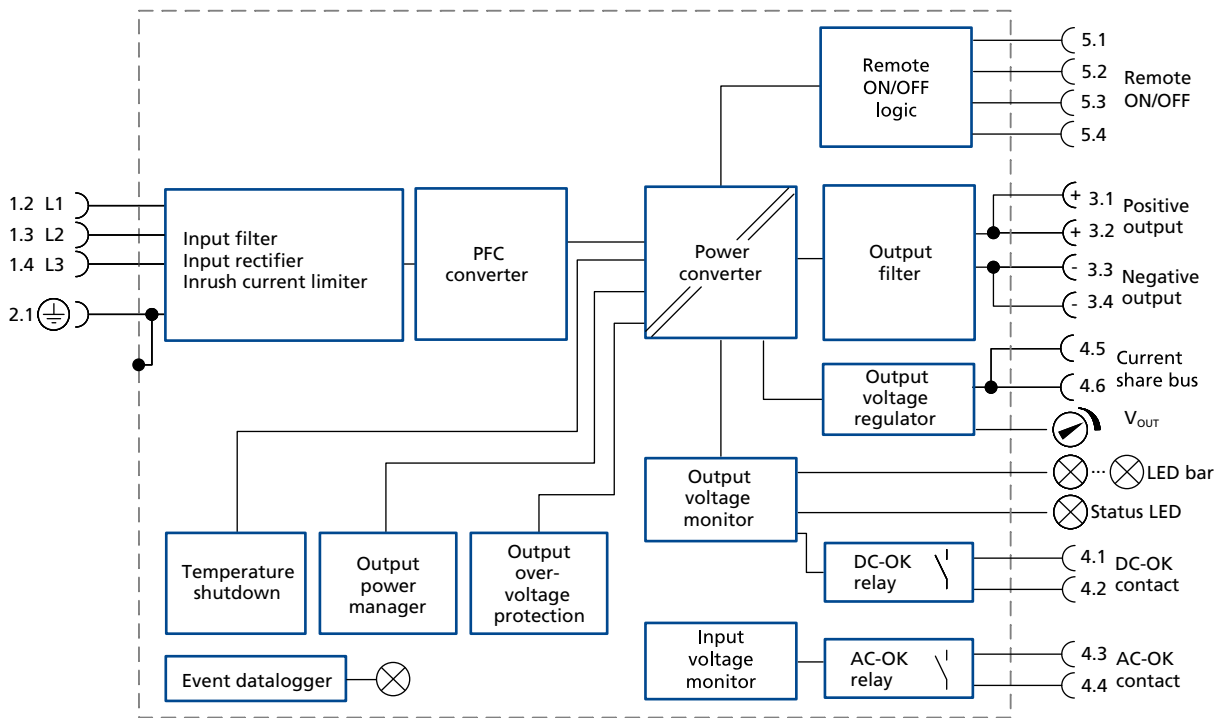 5.1
5.2
5.3
5.4
Remote
ON/OFF
Remote
ON/OFF
logic
1.2 L1
1.3 L2
1.4 L3
2.1
Input filter
Input rectifier
Inrush current limiter
PFC
converter
Power
converter
Output
filter
+ 3.1
+ 3.2
Positive
output
- 3.3
- 3.4
Negative
output
Output
voltage
regulator
4.5
4.6
Current
share bus
VOUT
Output
voltage
monitor
... LED bar
Status LED
Temperature
shutdown
Output
power
manager
Output
over-
voltage
protection
DC-OK
relay
4.1
4.2
DC-OK
contact
Input
voltage
monitor
AC-OK
relay
4.3
4.4
AC-OK
contact
Event datalogger